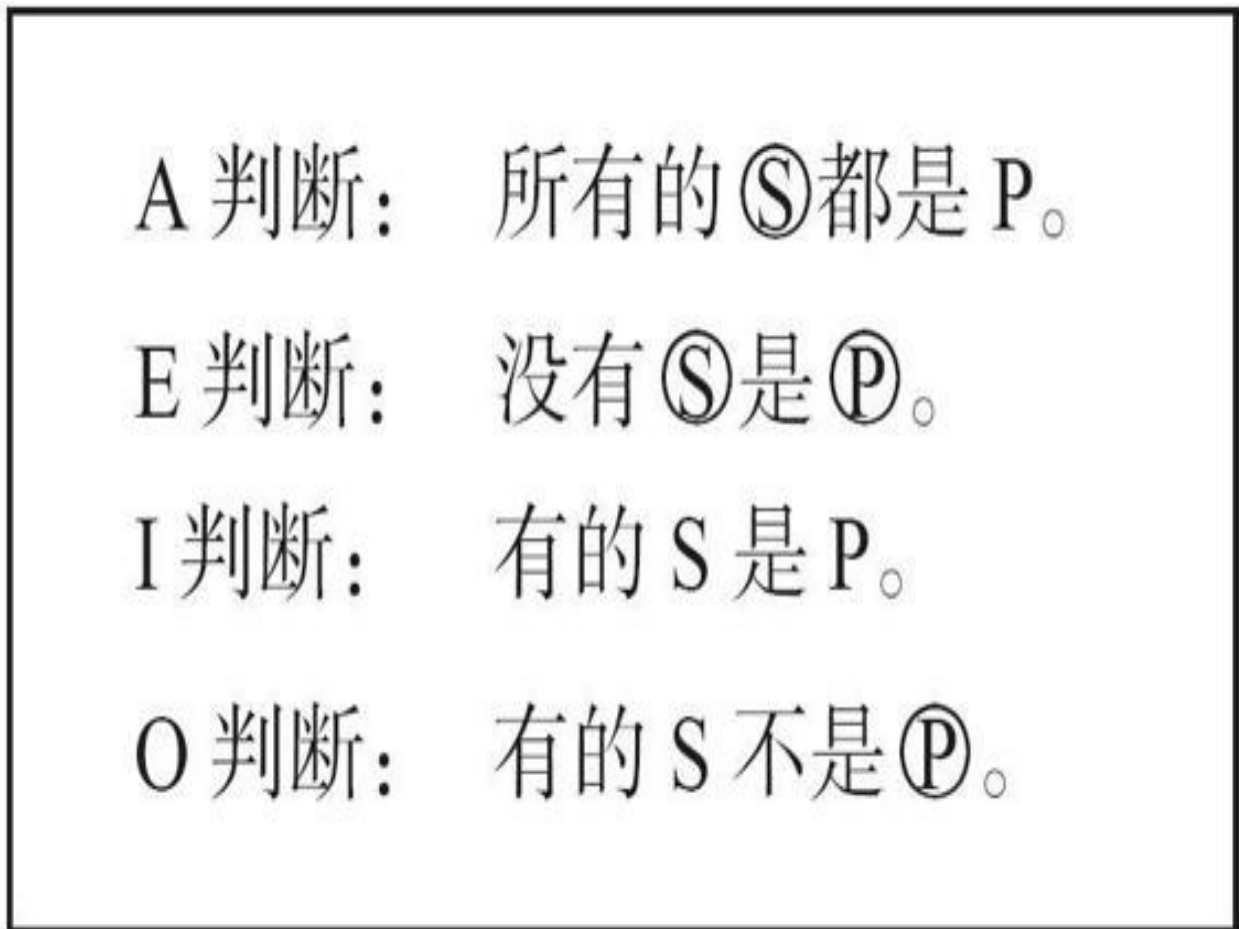 A 判断： 所有的Ⓢ都是 P。
E 判断： 没有Ⓢ是Ⓟ。
I 判断： 有的 S 是 P。
O 判断： 有的 S 不是Ⓟ。